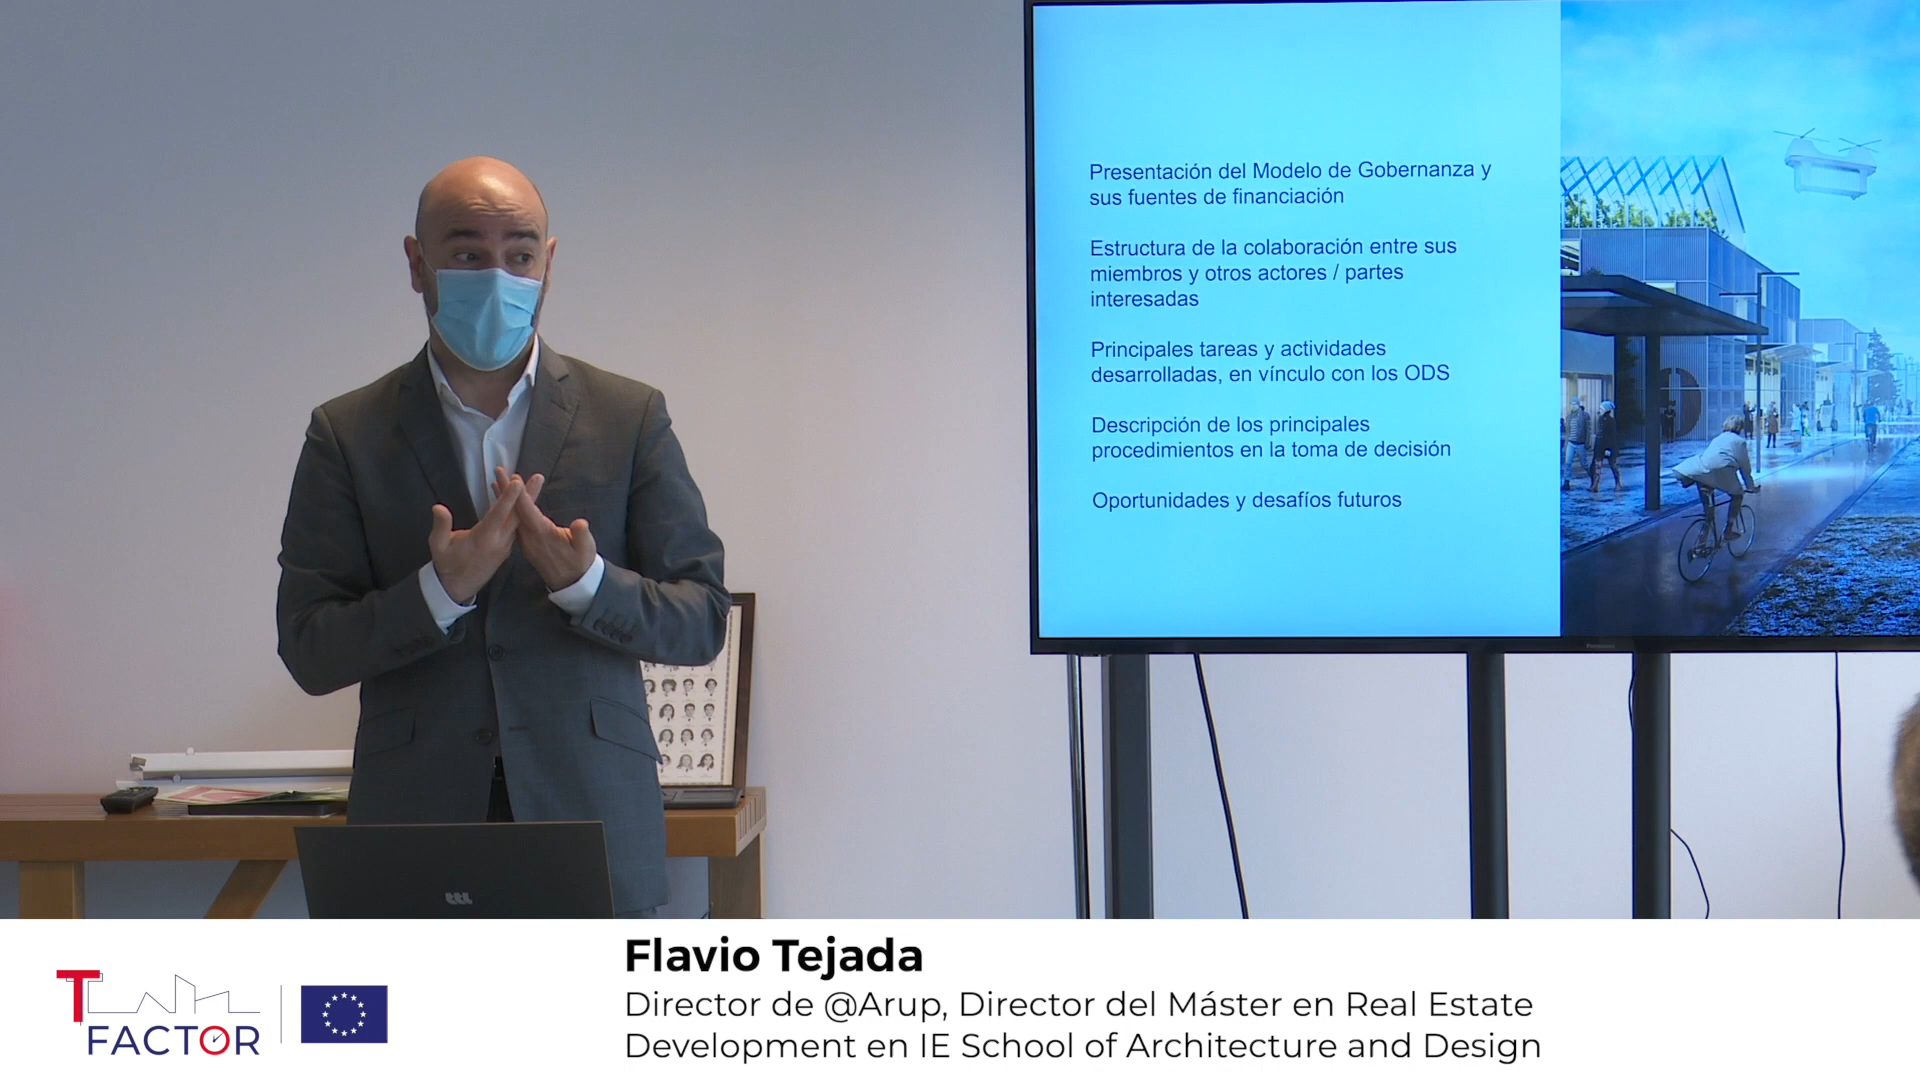 Presentación del Modelo de Gobernanza y
sus fuentes de financiación
Estructura de la colaboración entre sus
miembros y otros actores / partes
interesadas
Principales tareas y actividades
desarrolladas, en vínculo con los ODS
Descripción de los principales
procedimientos en la toma de decisión
Oportunidades y desafíos futuros
T
FACTOR
Flavio Tejada
Director de @Arup, Director del Máster en Real Estate
Development en IE School of Architecture and Design